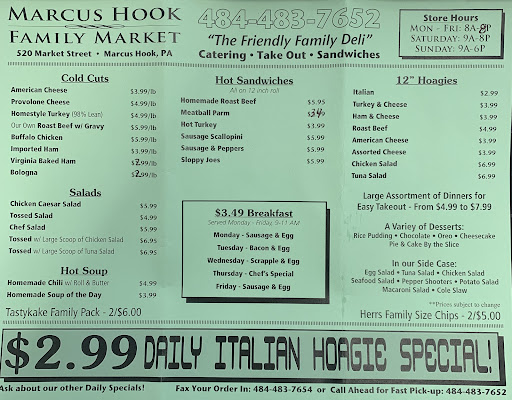 MARCUS HOOK
FAMILY MARKET
520 MARKET STREET • MARCUS HOOK, PA
484-483-7652
"The Friendly Family Deli"
Catering • Take Out • Sandwiches
Store Hours
MON - FRI: 8A-8P
SATURDAY: 9A-8P
SUNDAY: 9A-6P
Cold Cuts
American Cheese $3.99/lb
Provolone Cheese $4.99/lb
Homestyle Turkey (98% Lean) $4.99/lb
Our Own Roast Beef w/ Gravy $5.99/lb
Buffalo Chicken $5.99/lb
Imported Ham $3.99/lb
Virginia Baked Ham $2.99/lb
Bologna $2.99/lb
Salads
Chicken Caesar Salad $5.99
Tossed Salad $4.99
Chef Salad $5.99
Tossed w/ Large Scoop of Chicken Salad $6.95
Tossed w/ Large Scoop of Tuna Salad $6.95
Hot Soup
Homemade Chili w/ Roll & Butter $4.99
Homemade Soup of the Day $3.99
Tastykake Family Pack - 2/$6.00
Hot Sandwiches
All on 12 inch roll
Homemade Roast Beef $5.95
Meatball Parm
Hot Turkey $3.99
Sausage Scallopini $5.99
Sausage & Peppers $5.99
Sloppy Joes $5.99
$3.49 Breakfast
Served Monday - Friday, 9-11 AM
Monday - Sausage & Egg
Tuesday - Bacon & Egg
Wednesday - Scrapple & Egg
Thursday - Chef's Special
Friday - Sausage & Egg
12" Hoagies
Italian $2.99
Turkey & Cheese $3.99
Ham & Cheese $3.99
Roast Beef $4.99
American Cheese $3.99
Assorted Cheese $3.99
Chicken Salad $6.99
Tuna Salad $6.99
Large Assortment of Dinners for
Easy Takeout - From $4.99 to $7.99
A Variey of Desserts:
Rice Pudding • Chocolate • Oreo • Cheesecake
Pie & Cake By the Slice
In our Side Case:
Egg Salad • Tuna Salad • Chicken Salad
Seafood Salad • Pepper Shooters • Potato Salad
Macaroni Salad • Cole Slaw
**Prices subject to change
Herrs Family Size Chips - 2/$5.00
$2.99 DAILY ITALIAN HOAGIE SPECIAL!
Ask about our other Daily Specials! Fax Your Order In: 484-483-7654 or Call Ahead for Fast Pick-up: 484-483-7652